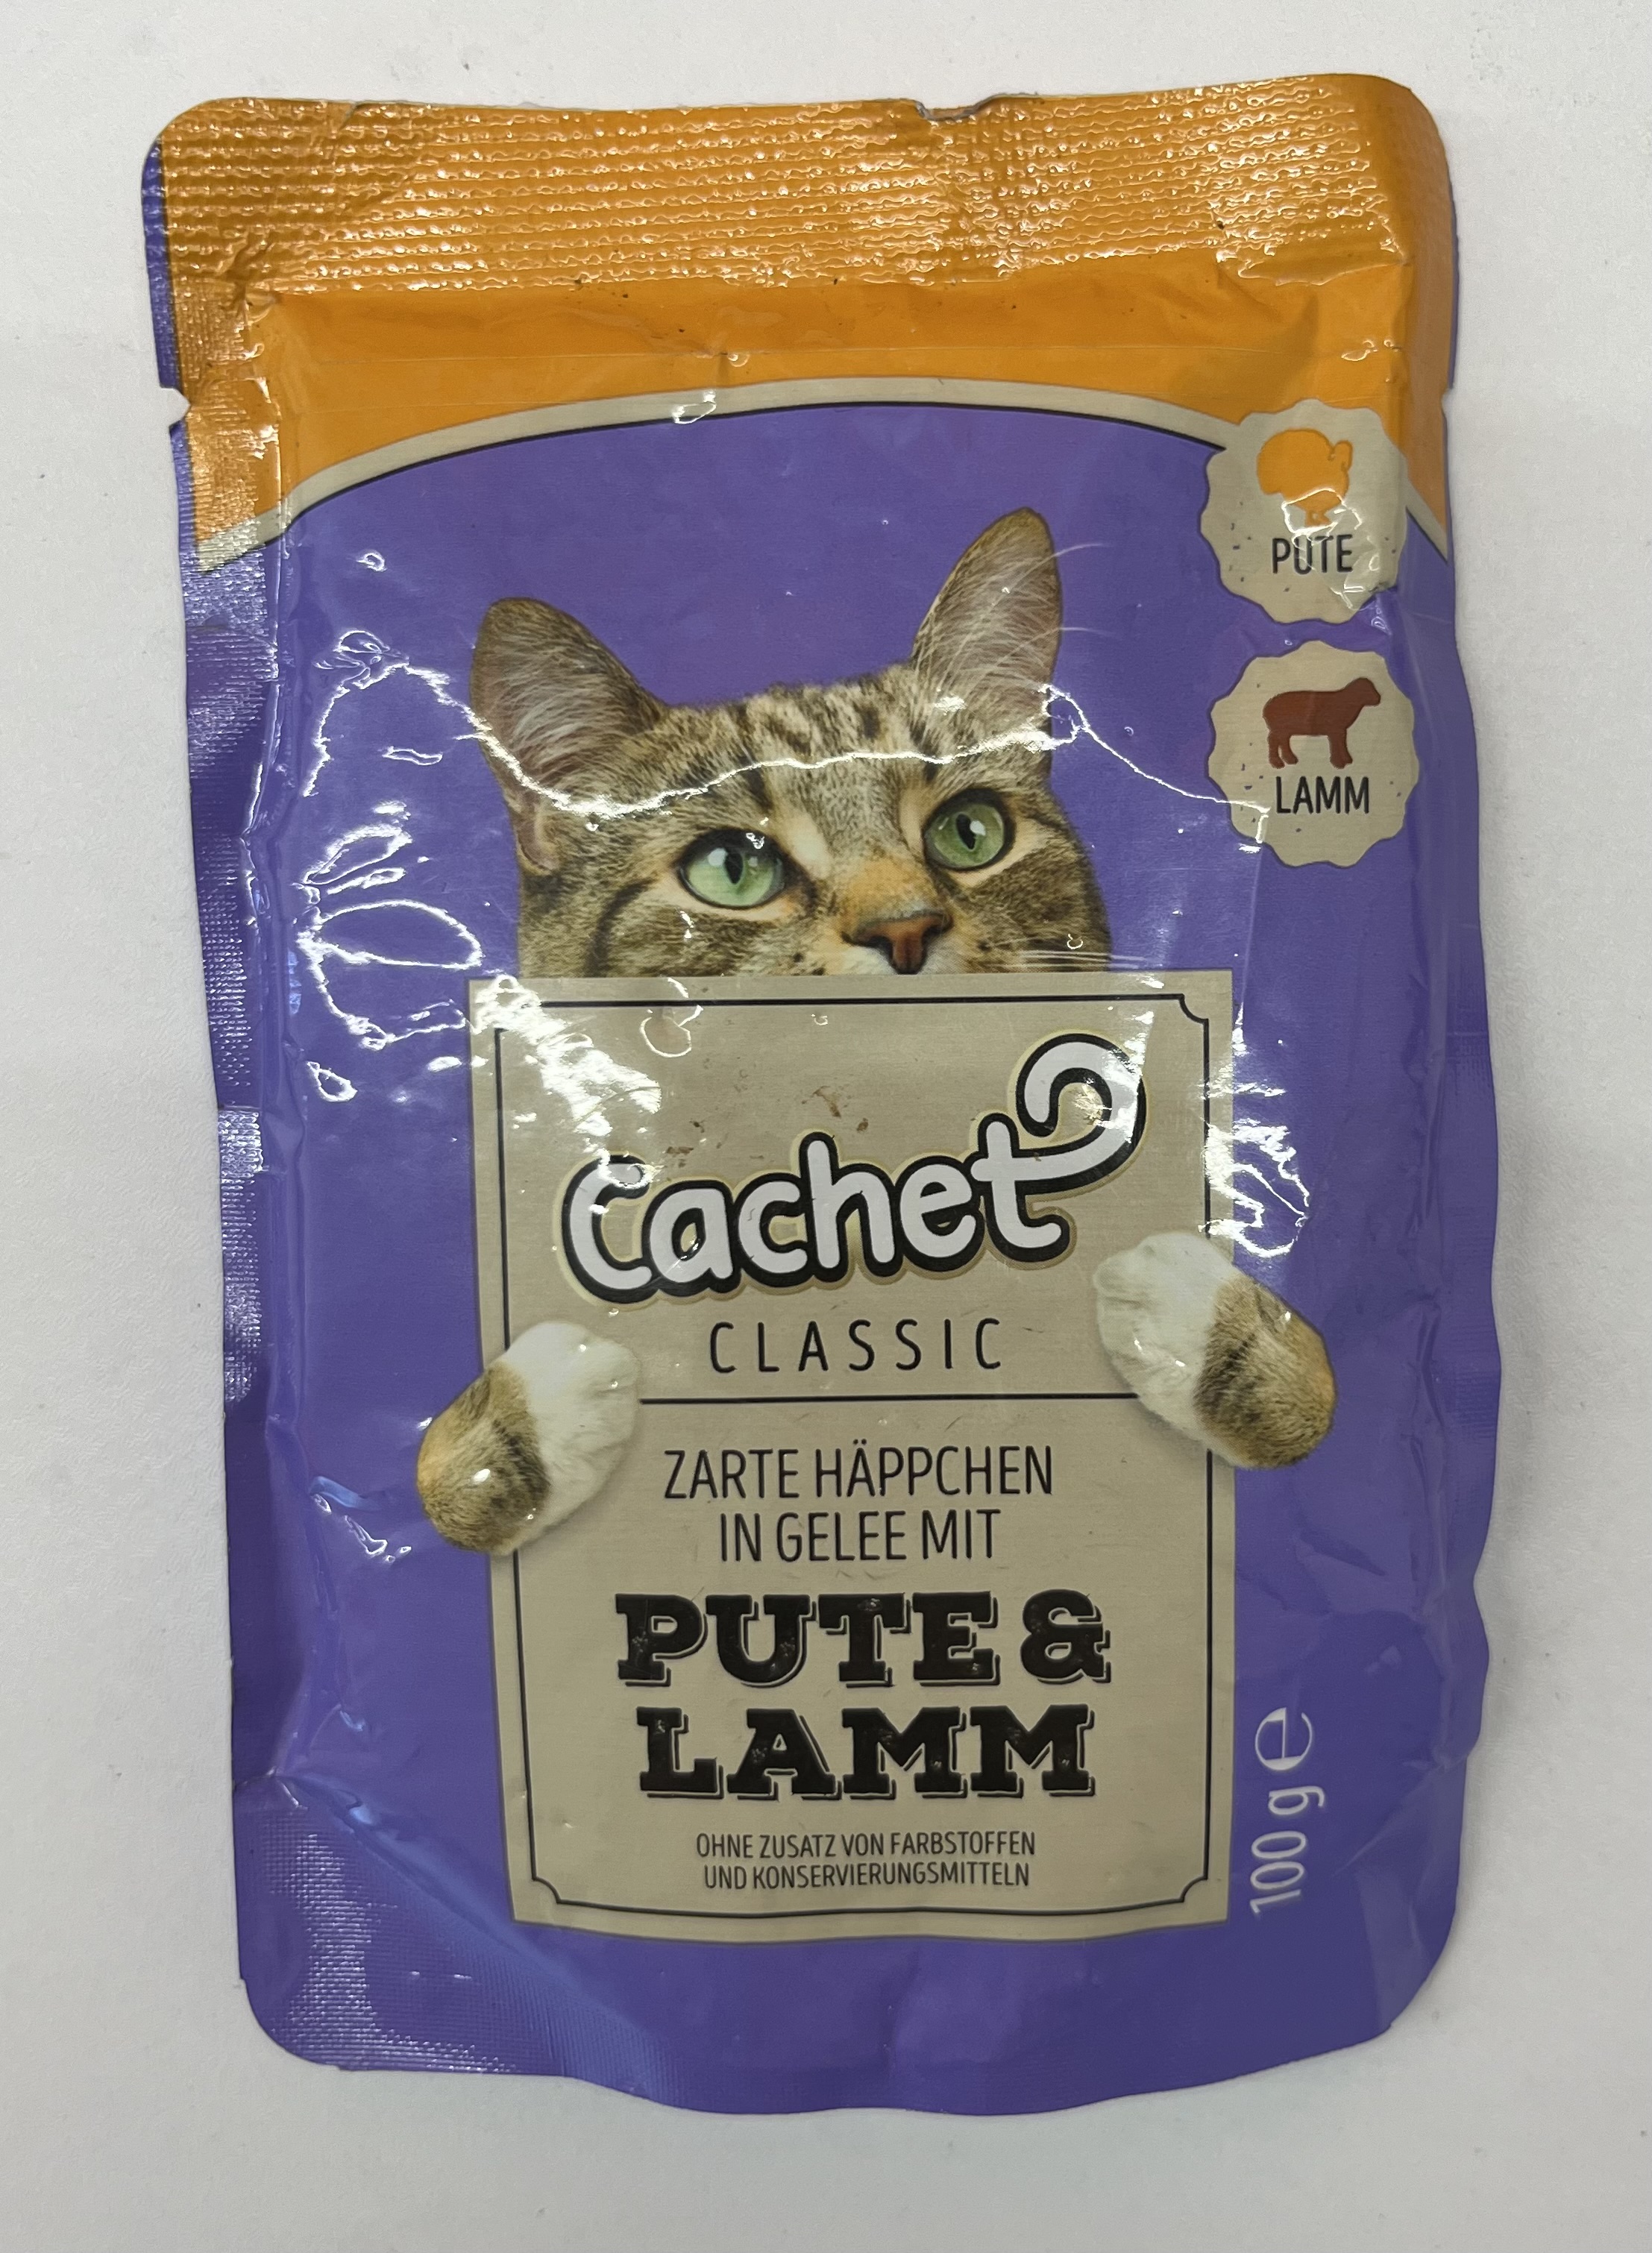 PUTE
LAMM
Cachet
CLASSIC
ZARTE HÄPPCHEN
IN GELEE MIT
PUTE &
LAMM
OHNE ZUSATZ VON FARBSTOFFEN
UND KONSERVIERUNGSMITTELN
100 g e